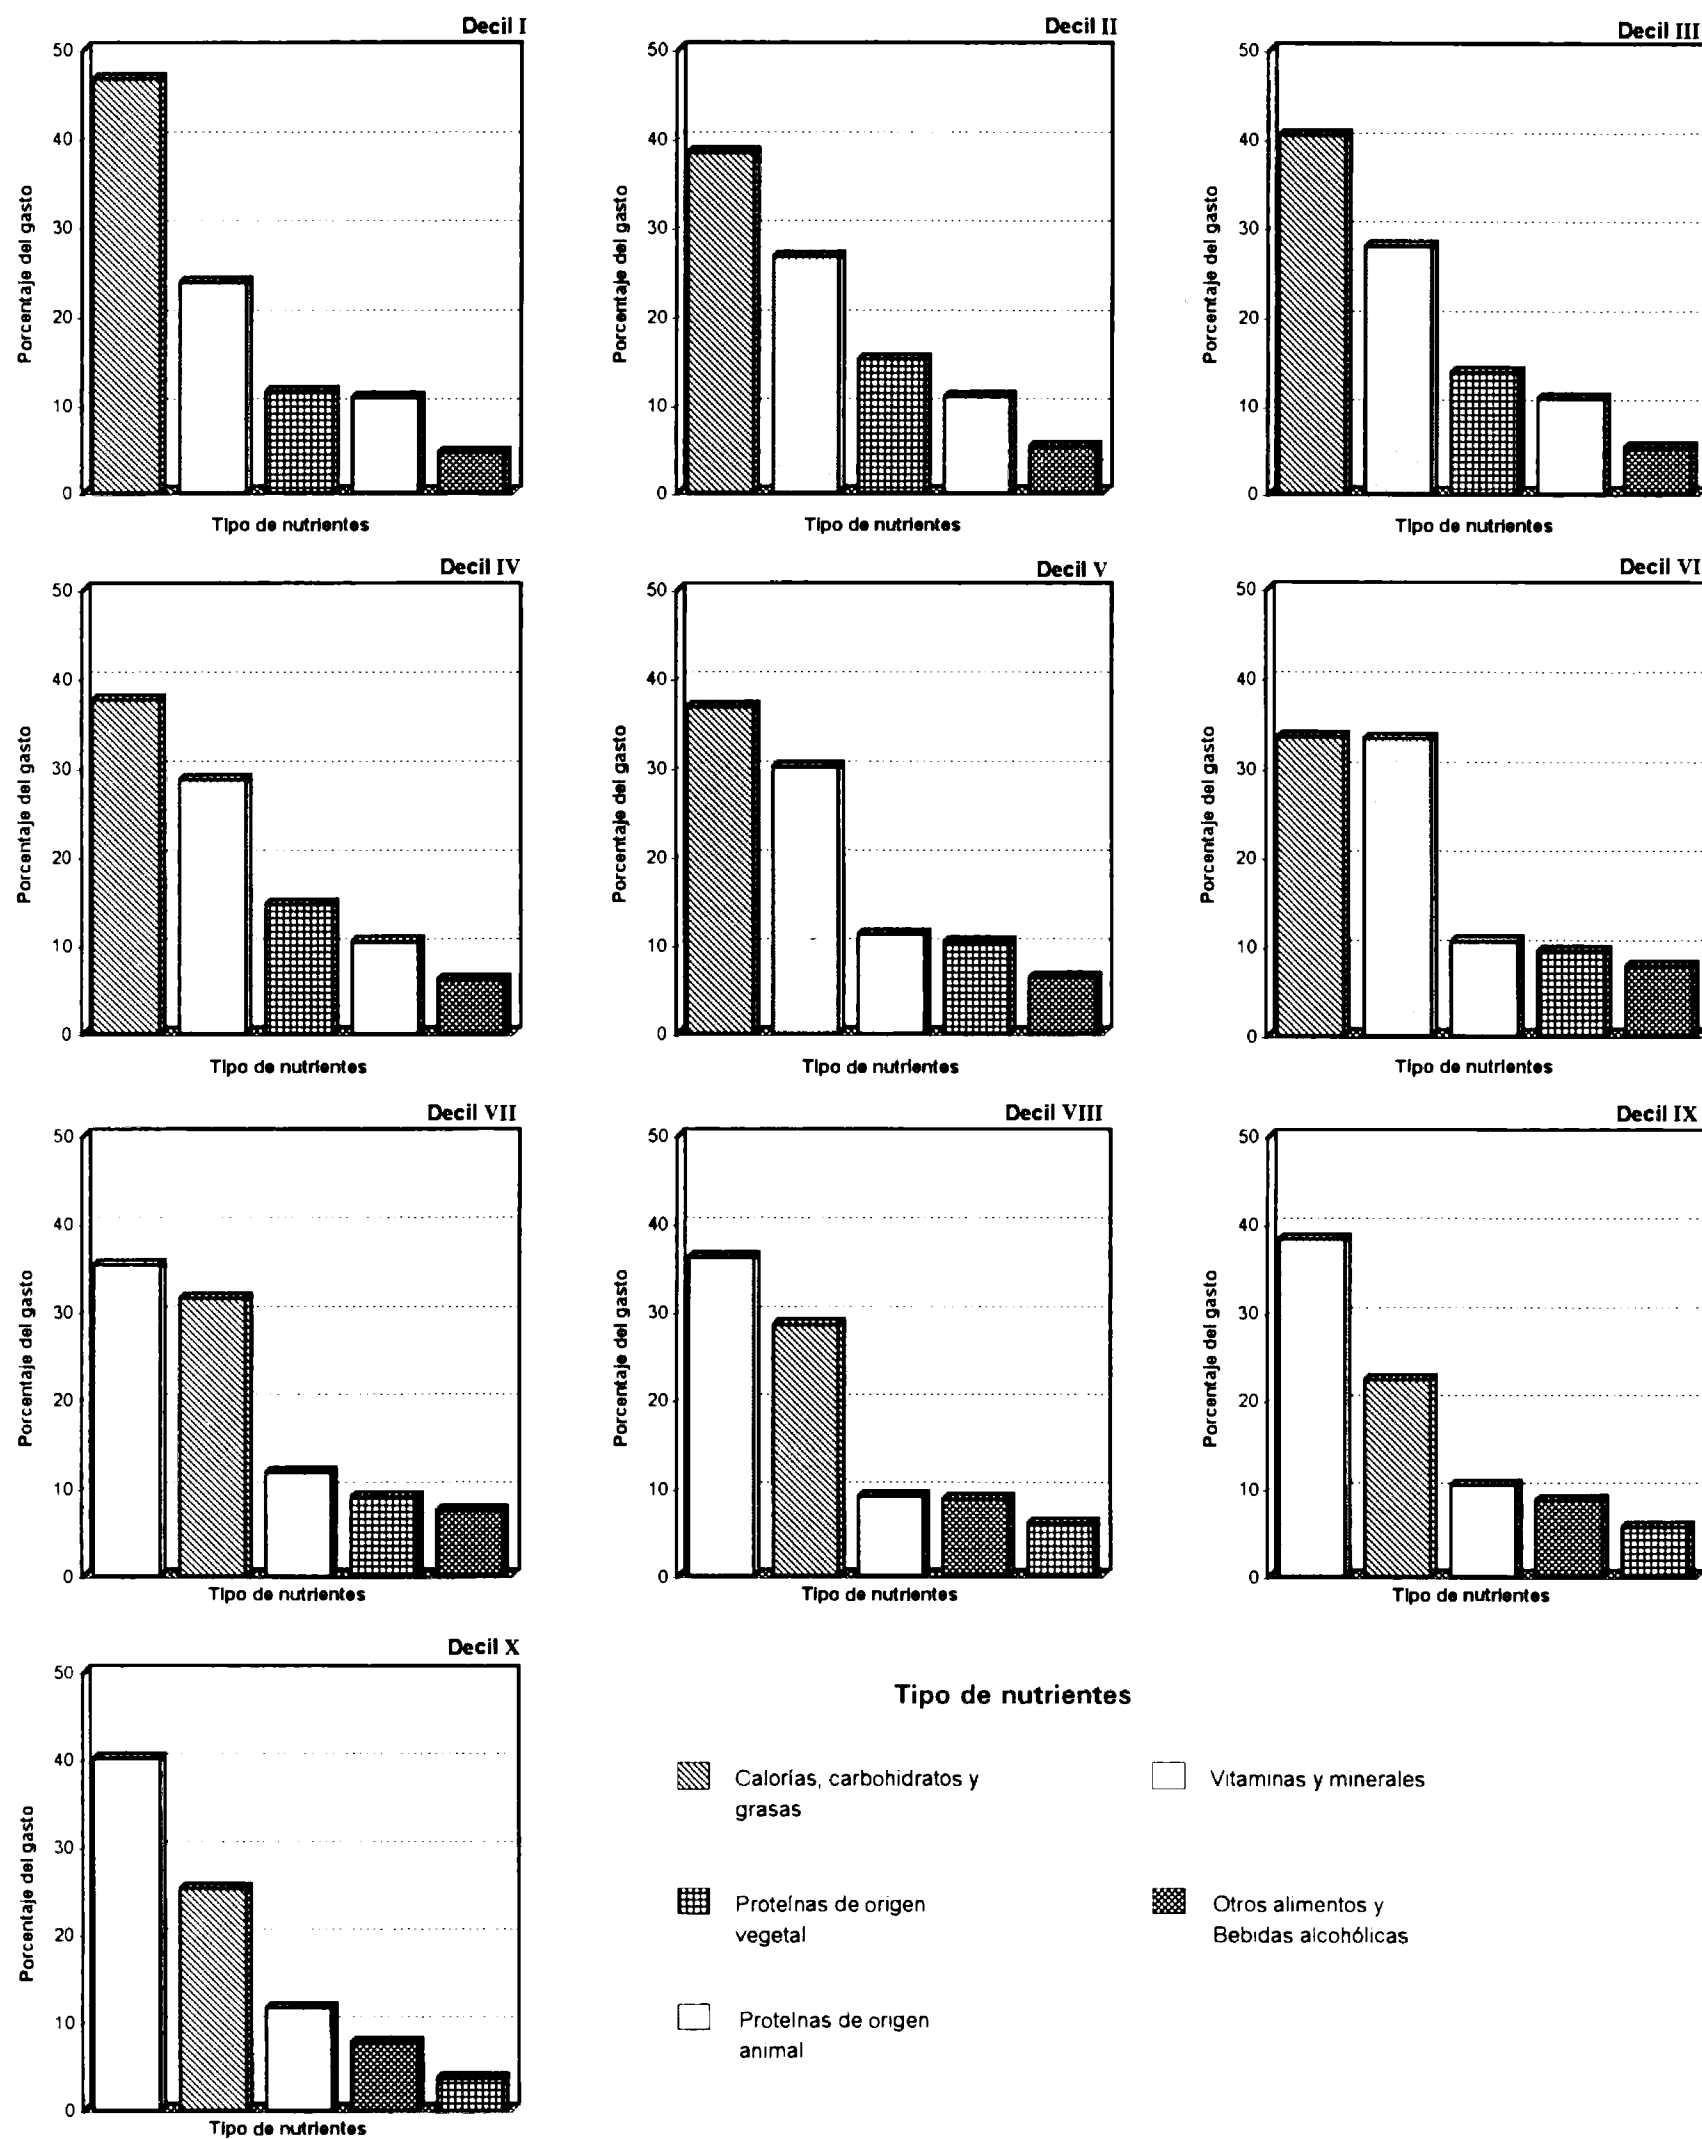 Decil I
50
40
30
20
10
0
Porcentaje del gasto
Tipo de nutrientes
Decil II
50
40
30
20
10
0
Porcentaje del gasto
Tipo de nutrientes
Decil III
50
40
30
20
10
0
Porcentaje del gasto
Tipo de nutrientes
Decil IV
50
40
30
20
10
0
Porcentaje del gasto
Tipo de nutrientes
Decil V
50
40
30
20
10
0
Porcentaje del gasto
Tipo de nutrientes
Decil VI
50
40
30
20
10
0
Porcentaje del gasto
Tipo de nutrientes
Decil VII
50
40
30
20
10
0
Porcentaje del gasto
Tipo de nutrientes
Decil VIII
50
40
30
20
10
0
Porcentaje del gasto
Tipo de nutrientes
Decil IX
50
40
30
20
10
0
Porcentaje del gasto
Tipo de nutrientes
Decil X
50
40
30
20
10
0
Porcentaje del gasto
Tipo de nutrientes
Tipo de nutrientes
Calorías, carbohidratos y
grasas
Vitaminas y minerales
Proteínas de origen
vegetal
Otros alimentos y
Bebidas alcohólicas
Proteínas de origen
animal